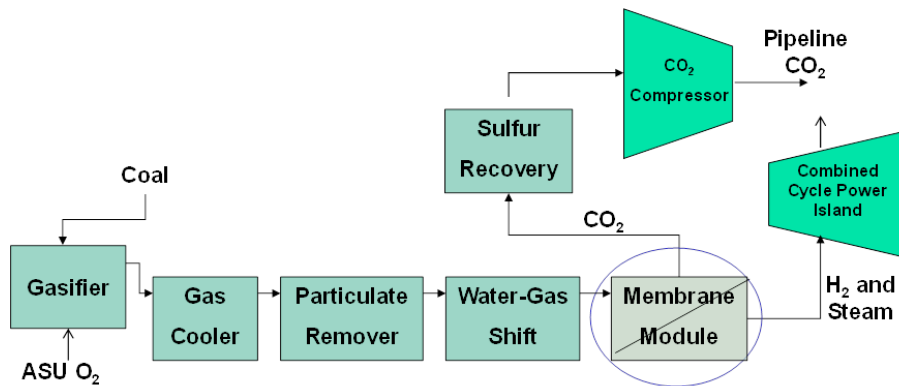 Pipeline
CO₂
CO₂
Compressor
Sulfur
Recovery
Combined
Cycle Power
Island
Coal
CO₂
Gasifier
Gas
Cooler
Particulate
Remover
Water-Gas
Shift
Membrane
Module
H₂ and
Steam
ASU O₂